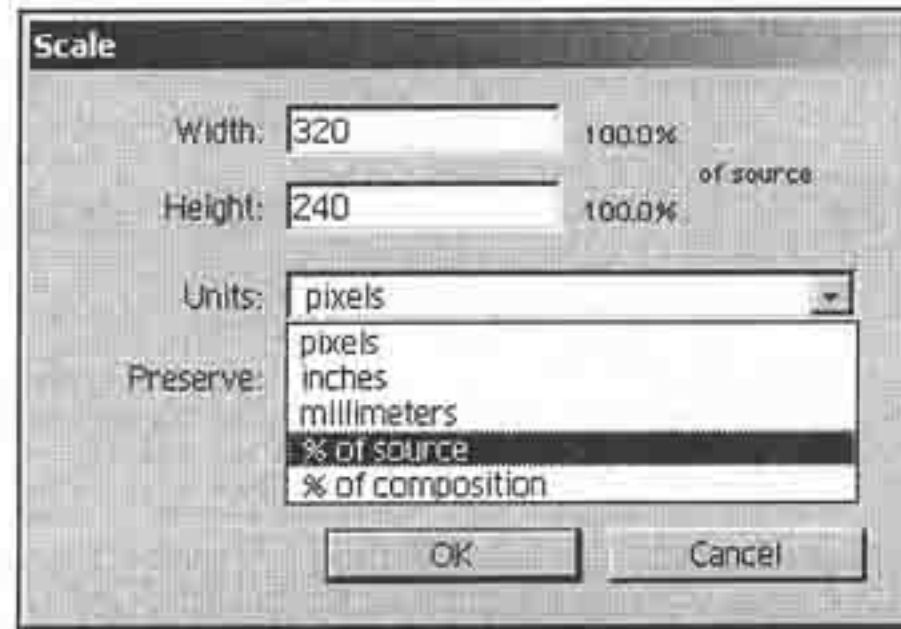 Scale
Width: 320 100.0%
of source
Height: 240 100.0%
Units: pixels
pixels
Preserve: inches
millimeters
% of source
% of composition
OK Cancel